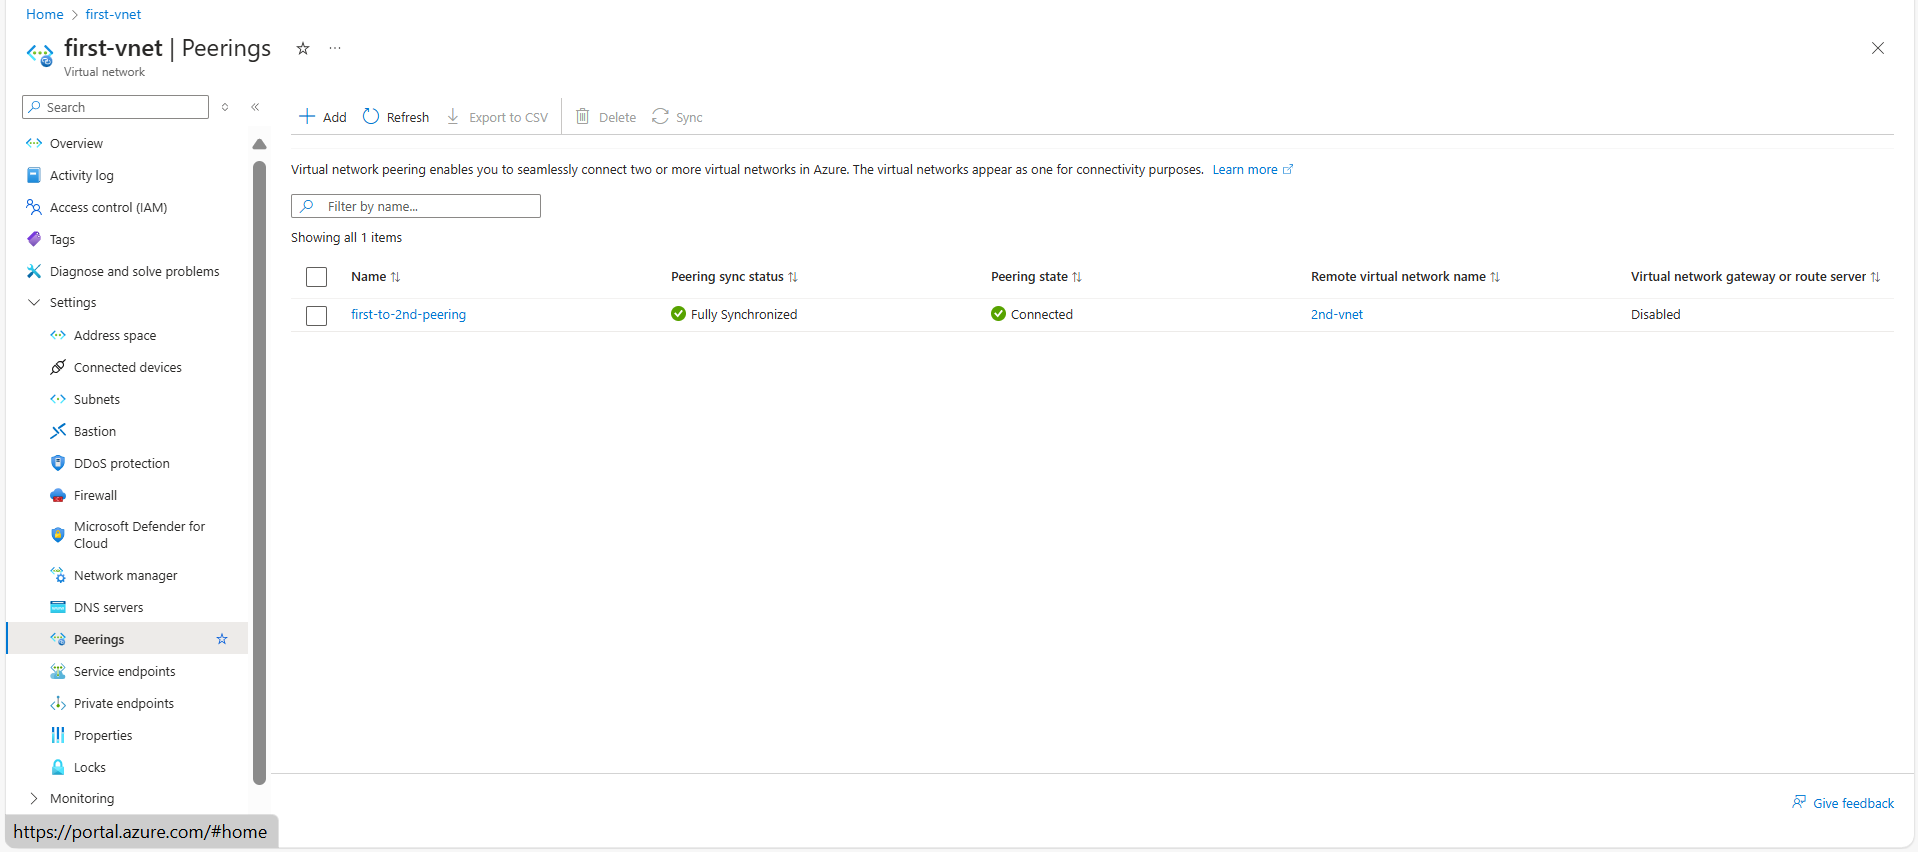 Home > first-vnet
first-vnet | Peerings
Virtual network
Search
Overview
Activity log
Access control (IAM)
Tags
Diagnose and solve problems
Settings
Address space
Connected devices
Subnets
Bastion
DDoS protection
Firewall
Microsoft Defender for
Cloud
Network manager
DNS servers
Peerings
Service endpoints
Private endpoints
Properties
Locks
Monitoring
https://portal.azure.com/#home
Add Refresh Export to CSV Delete Sync
Virtual network peering enables you to seamlessly connect two or more virtual networks in Azure. The virtual networks appear as one for connectivity purposes. Learn more
Filter by name...
Showing all 1 items
Name Peering sync status Peering state Remote virtual network name Virtual network gateway or route server
first-to-2nd-peering Fully Synchronized Connected 2nd-vnet Disabled
Give feedback